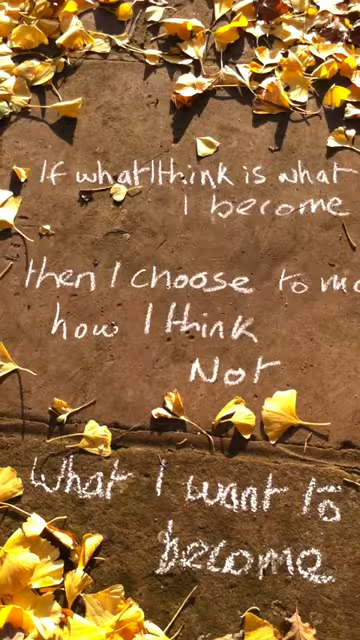 If what I think is what
I become
then I choose to
how I think
Not
What I want to
become